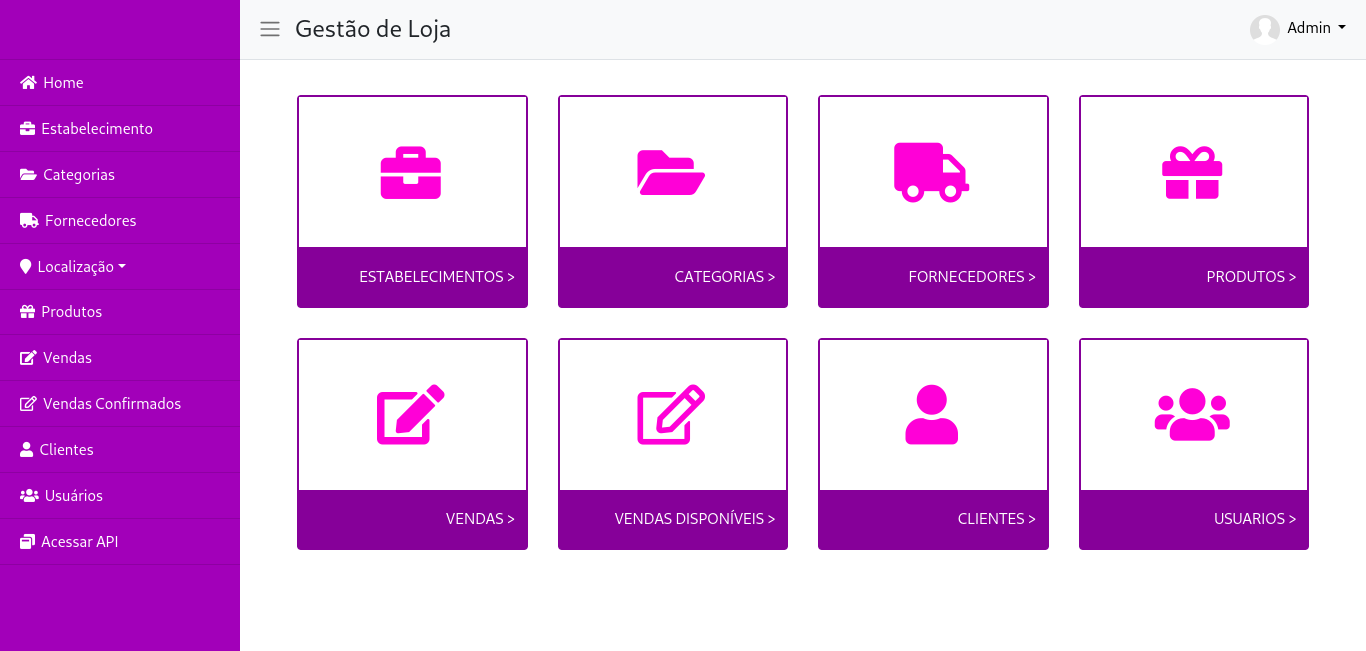 Gestão de Loja
Admin
Home
Estabelecimento
Categorias
Fornecedores
Localização
Produtos
Vendas
Vendas Confirmados
Clientes
Usuários
Acessar API
ESTABELECIMENTOS >
CATEGORIAS >
FORNECEDORES >
PRODUTOS >
VENDAS >
VENDAS DISPONÍVEIS >
CLIENTES >
USUARIOS >